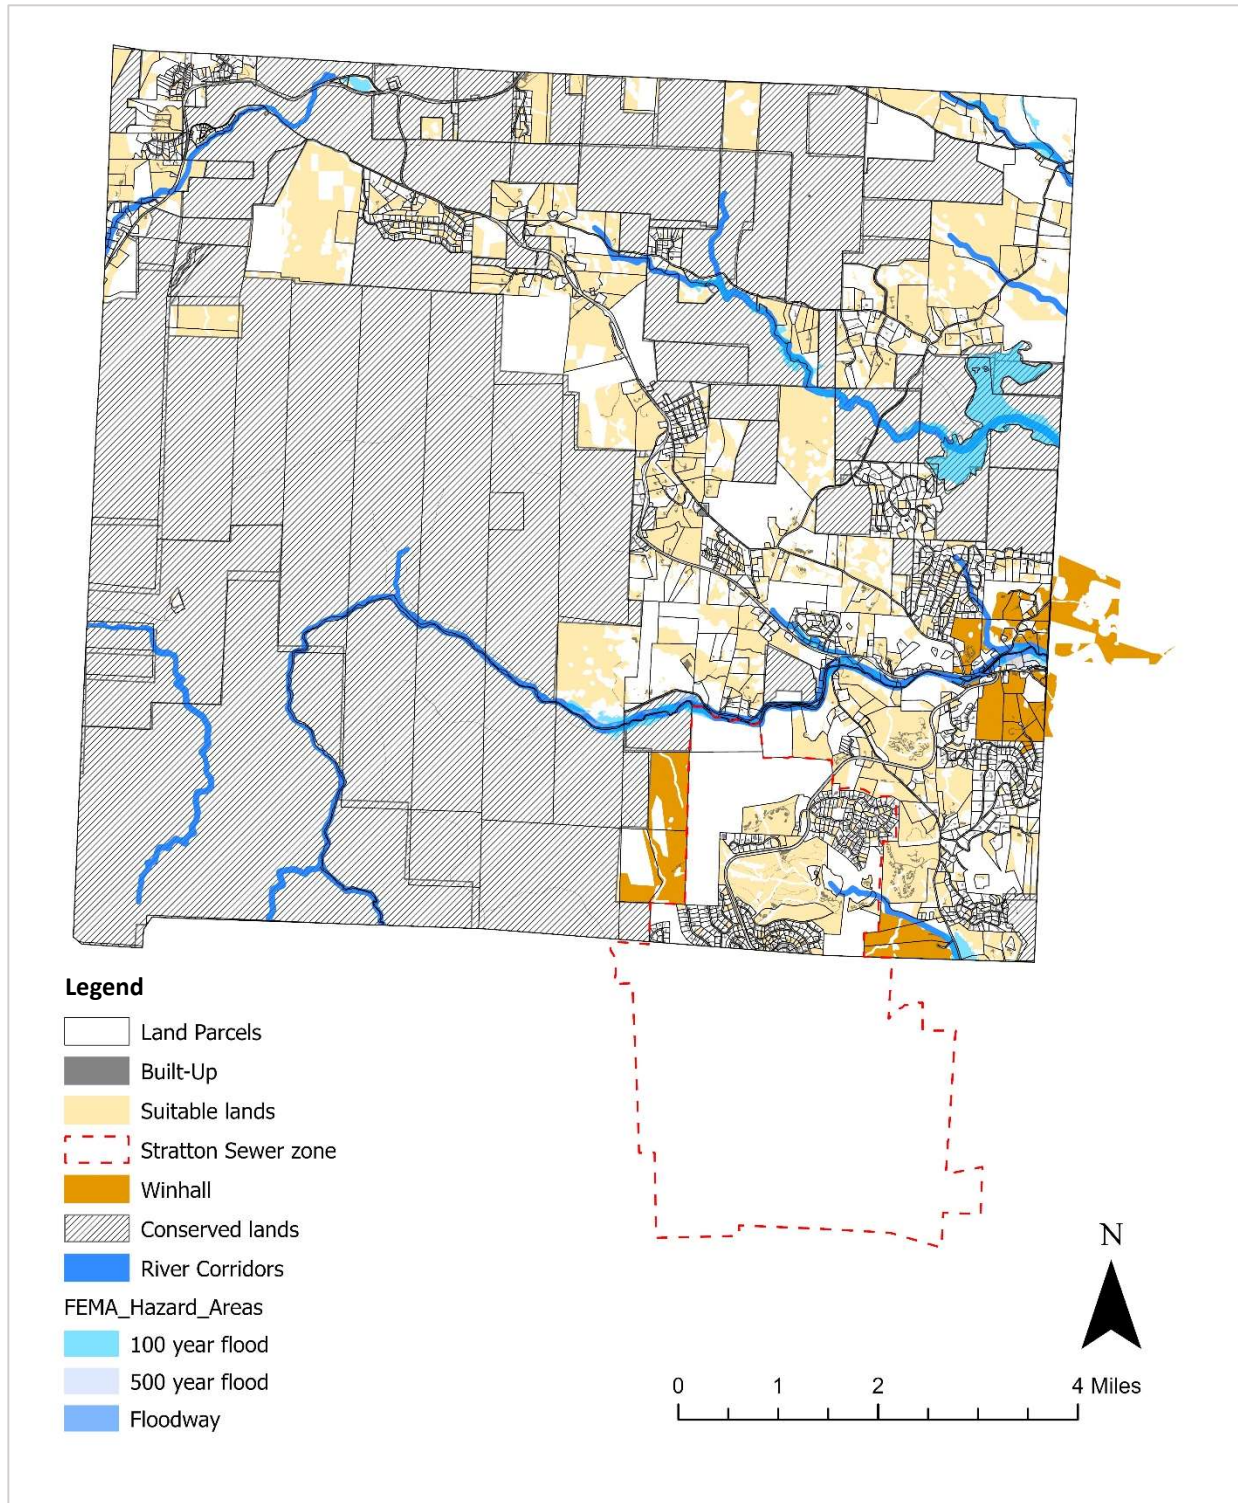 Legend
Land Parcels
Built-Up
Suitable lands
Stratton Sewer zone
Winhall
Conserved lands
River Corridors
FEMA_Hazard_Areas
100 year flood
500 year flood
Floodway
N
0 1 2 4 Miles